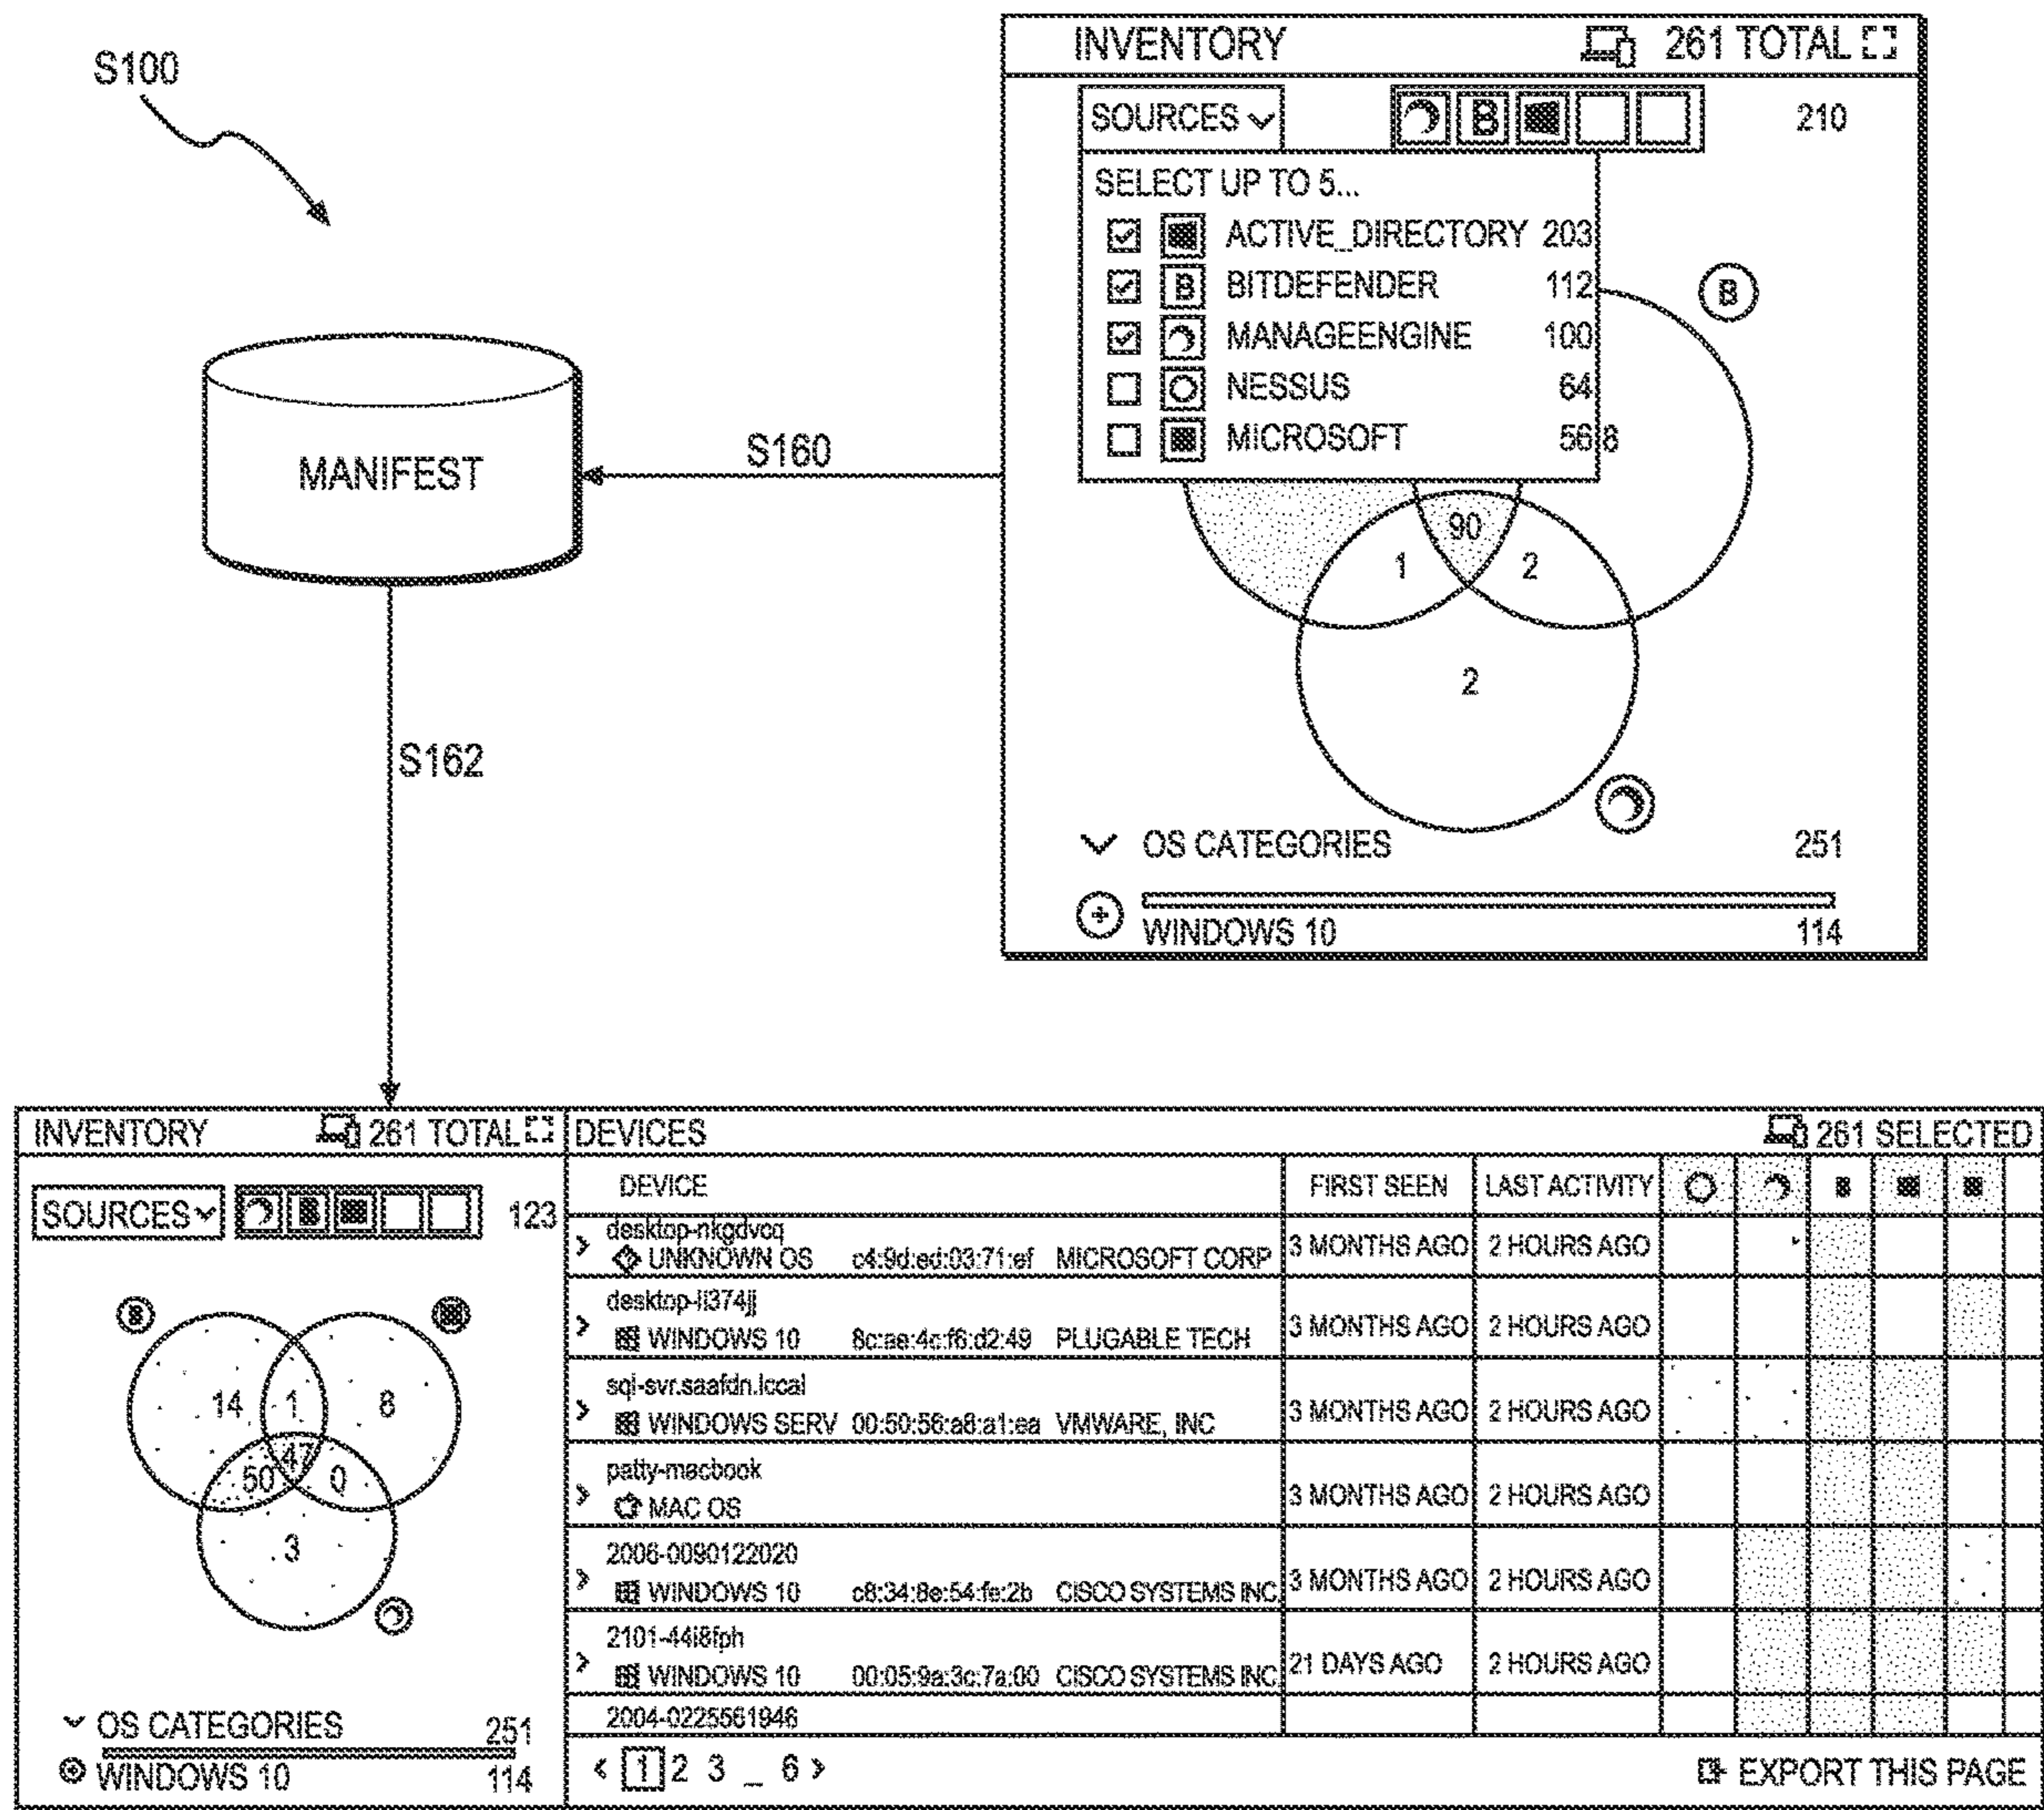 S100
INVENTORY 261 TOTAL
SOURCES B 210
SELECT UP TO 5...
ACTIVE_DIRECTORY 203
B BITDEFENDER 112
MANAGEENGINE 100
NESSUS 64
MICROSOFT 56 8
B
90
1 2
2
OS CATEGORIES 251
WINDOWS 10 114
MANIFEST
S160
S162
INVENTORY 261 TOTAL
SOURCES B 123
B
14 1 8
47
50 0
3
OS CATEGORIES 251
WINDOWS 10 114
DEVICES 261 SELECTED
DEVICE FIRST SEEN LAST ACTIVITY
desktop-nkgdvcq
UNKNOWN OS c4:9d:ed:03:71:ef MICROSOFT CORP 3 MONTHS AGO 2 HOURS AGO
desktop-li374jj
WINDOWS 10 8c:ae:4c:f6:d2:49 PLUGABLE TECH 3 MONTHS AGO 2 HOURS AGO
sql-svr.saafdn.local
WINDOWS SERV 00:50:56:a8:a1:ea VMWARE, INC 3 MONTHS AGO 2 HOURS AGO
patty-macbook
MAC OS 3 MONTHS AGO 2 HOURS AGO
2006-0090122020
WINDOWS 10 c8:34:8e:54:fe:2b CISCO SYSTEMS INC. 3 MONTHS AGO 2 HOURS AGO
2101-44i8fph
WINDOWS 10 00:05:9a:3c:7a:00 CISCO SYSTEMS INC. 21 DAYS AGO 2 HOURS AGO
2004-0225561946
< 1 2 3 _ 6 > EXPORT THIS PAGE